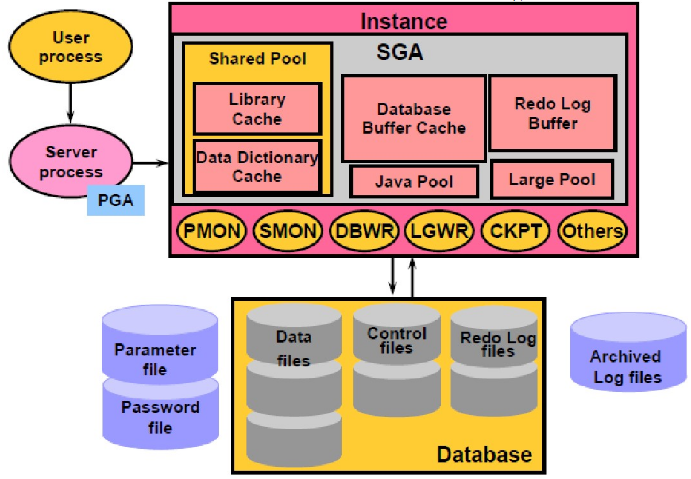 Instance
User
process
SGA
Shared Pool
Library
Cache
Database
Buffer Cache
Redo Log
Buffer
Server
process
Data Dictionary
Cache
Java Pool
Large Pool
PGA
PMON
SMON
DBWR
LGWR
CKPT
Others
Parameter
file
Password
file
Data
files
Control
files
Redo Log
files
Archived
Log files
Database